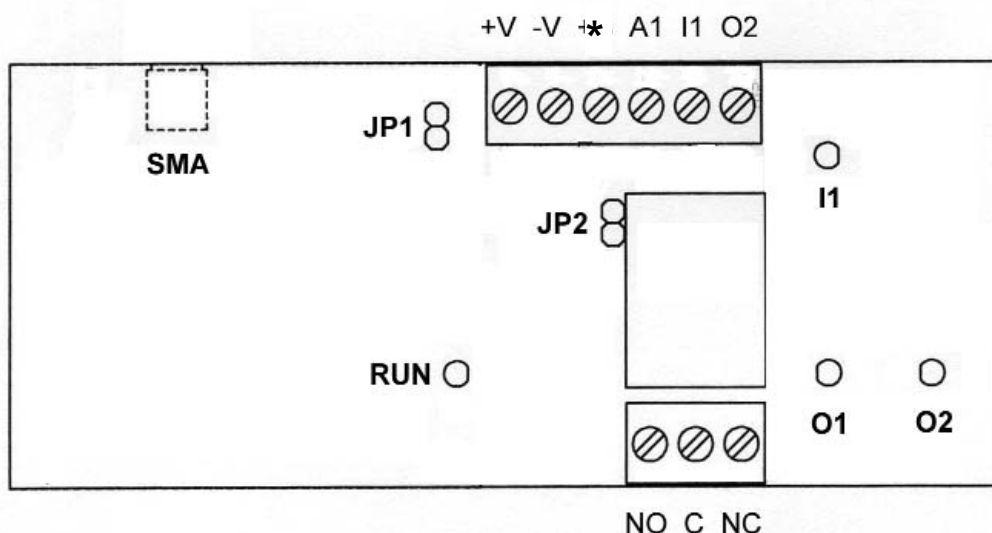 +V -V +* A1 I1 O2
JP1
SMA
I1
JP2
RUN
O1 O2
NO C NC